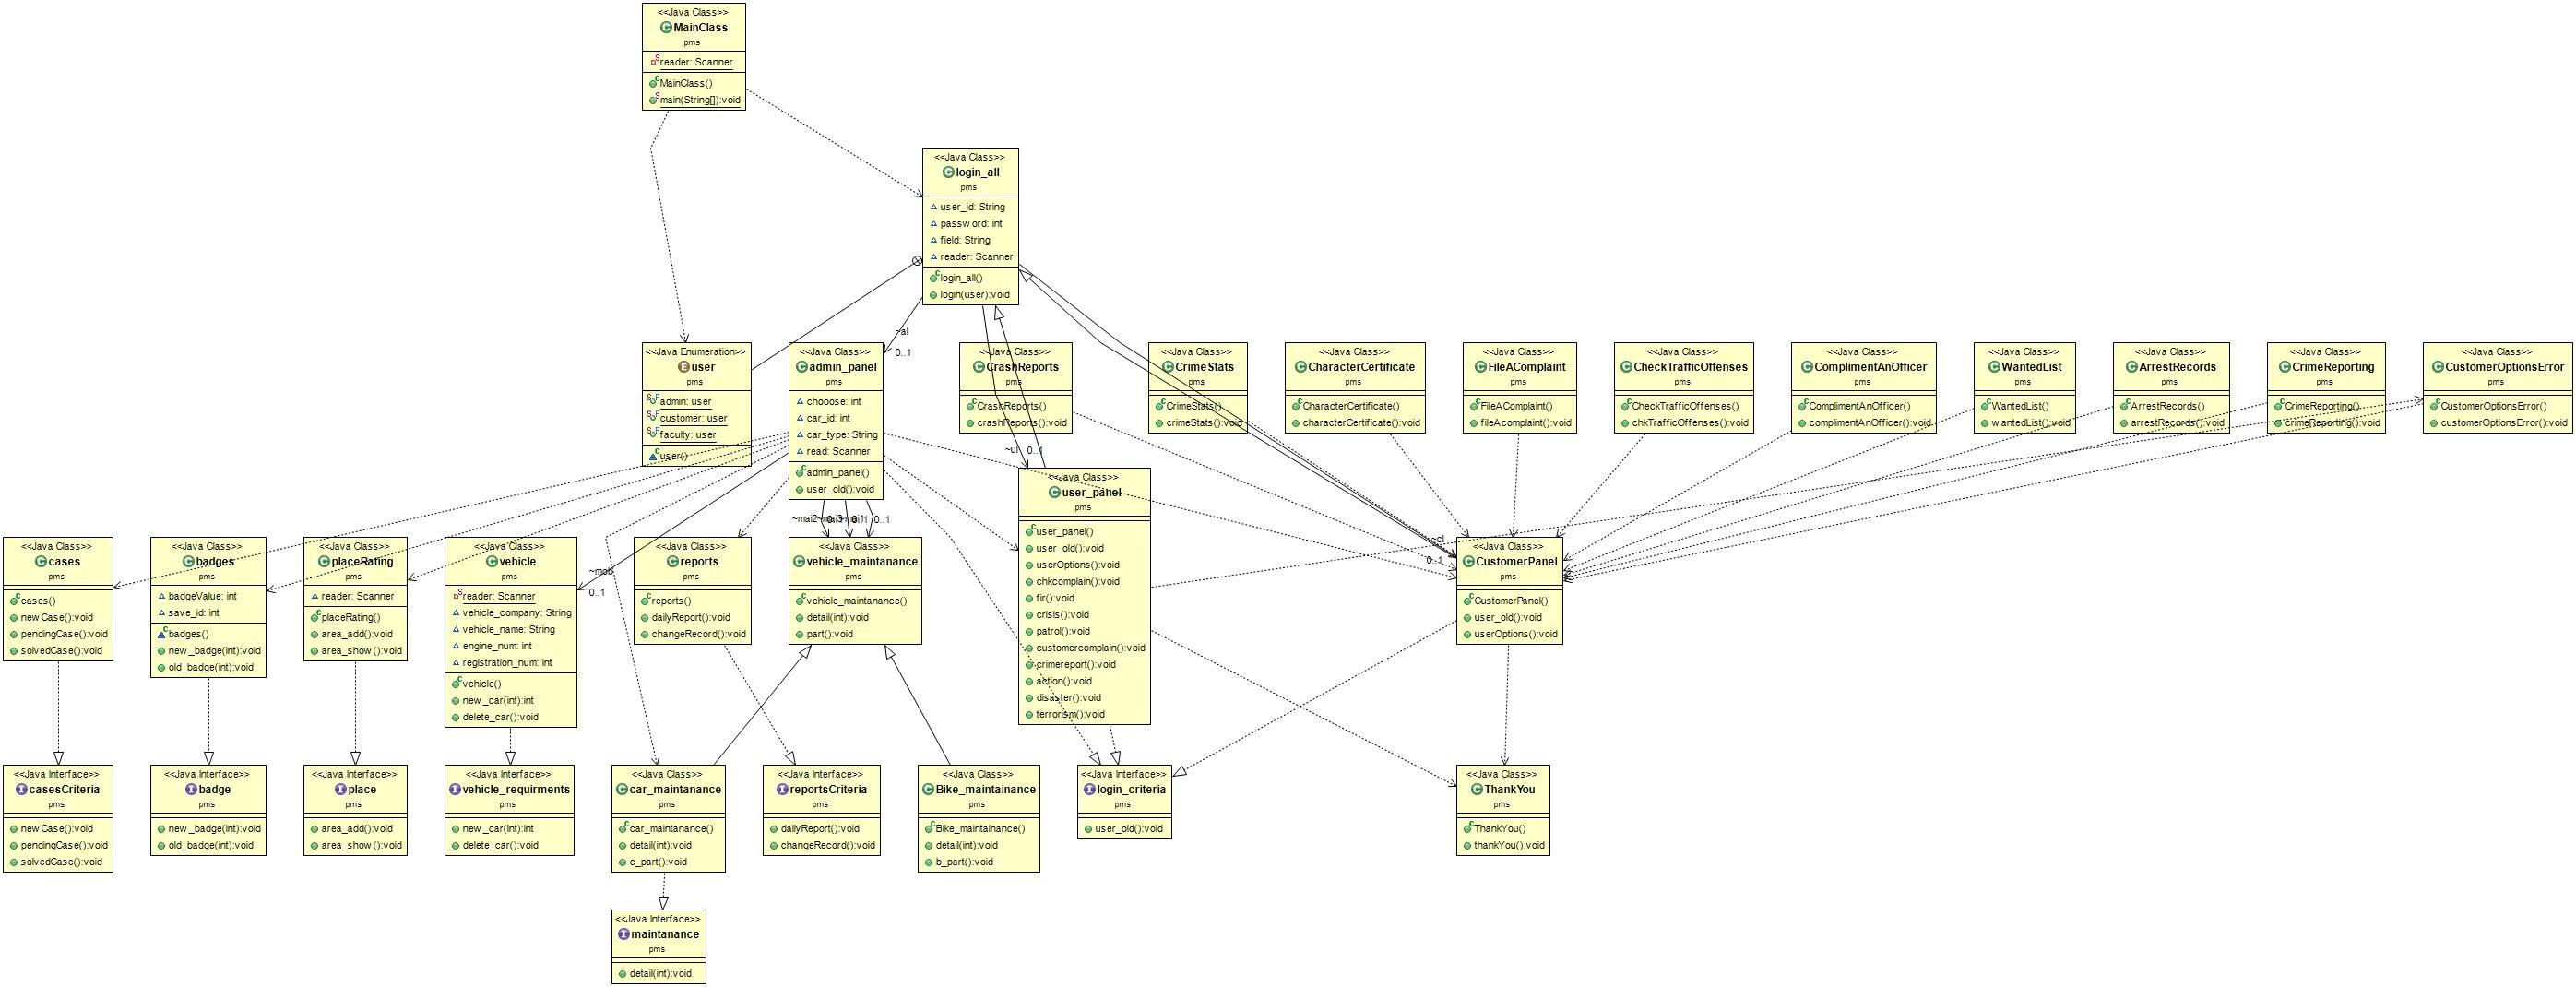 <<Java Class>>
MainClass
pms
reader: Scanner
MainClass()
main(String[]):void
<<Java Class>>
login_all
pms
user_id: String
password: int
field: String
reader: Scanner
login_all()
login(user):void
~al
0..1
<<Java Enumeration>>
user
pms
admin: user
customer: user
faculty: user
user()
<<Java Class>>
admin_panel
pms
chooose: int
car_id: int
car_type: String
read: Scanner
admin_panel()
user_old():void
<<Java Class>>
CrashReports
pms
CrashReports()
crashReports():void
<<Java Class>>
CrimeStats
pms
CrimeStats()
crimeStats():void
<<Java Class>>
CharacterCertificate
pms
CharacterCertificate()
characterCertificate():void
<<Java Class>>
FileAComplaint
pms
FileAComplaint()
fileAcomplaint():void
<<Java Class>>
CheckTrafficOffenses
pms
CheckTrafficOffenses()
chkTrafficOffenses():void
<<Java Class>>
ComplimentAnOfficer
pms
ComplimentAnOfficer()
complimentAnOfficer():void
<<Java Class>>
WantedList
pms
WantedList()
wantedList():void
<<Java Class>>
ArrestRecords
pms
ArrestRecords()
arrestRecords():void
<<Java Class>>
CrimeReporting
pms
CrimeReporting()
crimeReporting():void
<<Java Class>>
CustomerOptionsError
pms
CustomerOptionsError()
customerOptionsError():void
~ul 0..1
<<Java Class>>
user_panel
pms
user_panel()
user_old():void
userOptions():void
chkcomplain():void
fir():void
crisis():void
patrol():void
customercomplain():void
crimereport():void
action():void
disaster():void
terrorism():void
~mai2
0..1
<<Java Class>>
cases
pms
cases()
newCase():void
pendingCase():void
solvedCase():void
<<Java Class>>
badges
pms
badgeValue: int
save_id: int
badges()
new_badge(int):void
old_badge(int):void
<<Java Class>>
placeRating
pms
reader: Scanner
placeRating()
area_add():void
area_show():void
<<Java Class>>
vehicle
pms
reader: Scanner
vehicle_company: String
vehicle_name: String
engine_num: int
registration_num: int
vehicle()
new_car(int):int
delete_car():void
~mob
0..1
<<Java Class>>
reports
pms
reports()
dailyReport():void
changeRecord():void
<<Java Class>>
vehicle_maintanance
pms
vehicle_maintanance()
detail(int):void
part():void
~cl
0..1
<<Java Class>>
CustomerPanel
pms
CustomerPanel()
user_old():void
userOptions():void
<<Java Interface>>
casesCriteria
pms
newCase():void
pendingCase():void
solvedCase():void
<<Java Interface>>
badge
pms
new_badge(int):void
old_badge(int):void
<<Java Interface>>
place
pms
area_add():void
area_show():void
<<Java Interface>>
vehicle_requirments
pms
new_car(int):int
delete_car():void
<<Java Class>>
car_maintanance
pms
car_maintanance()
detail(int):void
c_part():void
<<Java Interface>>
reportsCriteria
pms
dailyReport():void
changeRecord():void
<<Java Class>>
Bike_maintainance
pms
Bike_maintainance()
detail(int):void
b_part():void
<<Java Interface>>
login_criteria
pms
user_old():void
<<Java Class>>
ThankYou
pms
ThankYou()
thankYou():void
<<Java Interface>>
maintanance
pms
detail(int):void